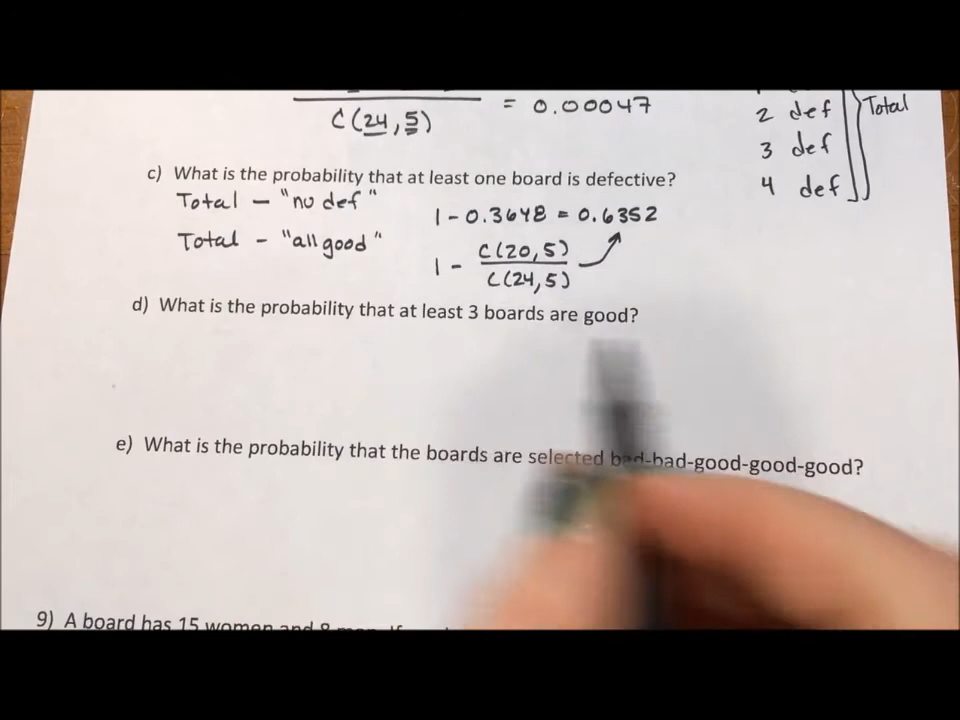 C(24,5) = 0.00047
2 def
3 def
4 def
Total
c) What is the probability that at least one board is defective?
Total - "no def"
1 - 0.3648 = 0.6352
Total - "all good"
1 - C(20,5)
C(24,5)
d) What is the probability that at least 3 boards are good?
e) What is the probability that the boards are selected bad-bad-good-good-good?
9) A board has 15 women and 8